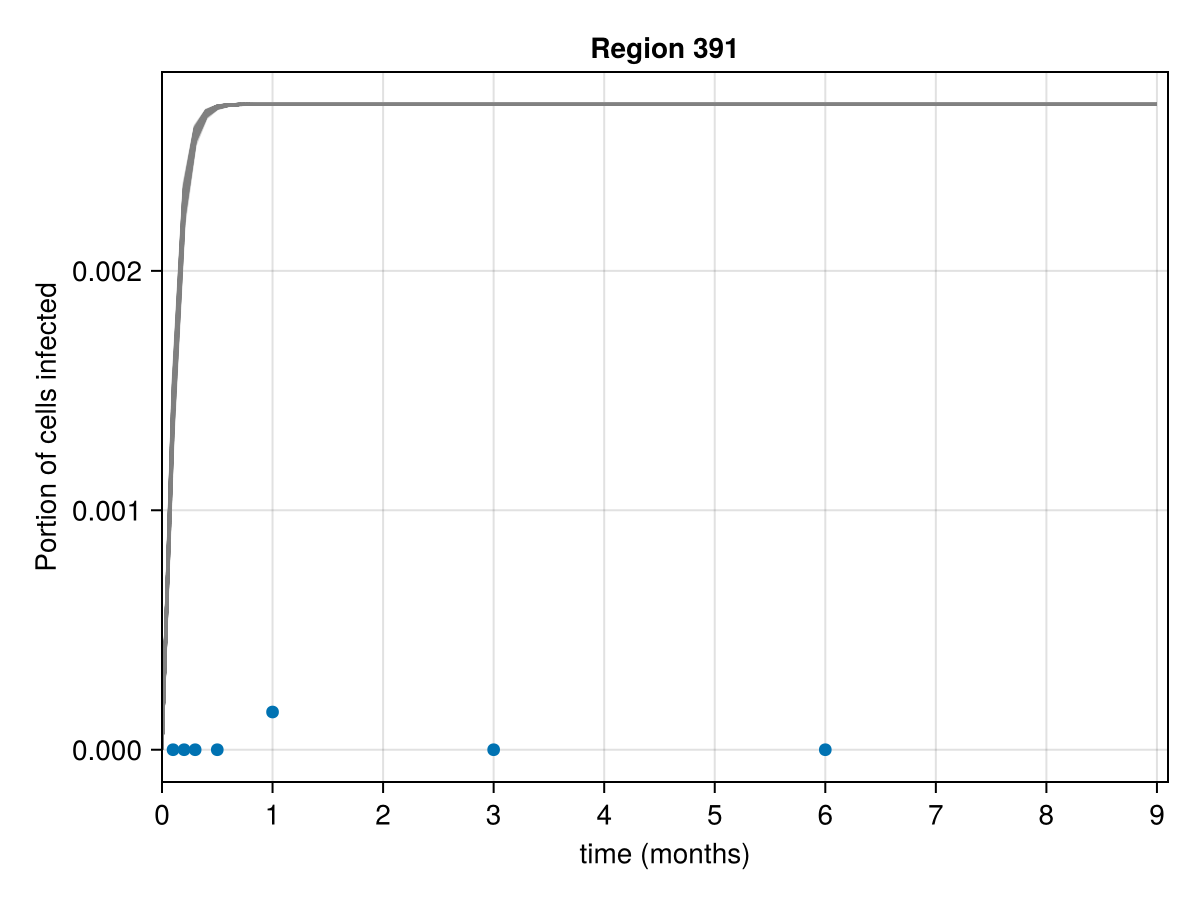 Region 391
Portion of cells infected
0.002
0.001
0.000
0 1 2 3 4 5 6 7 8 9
time (months)